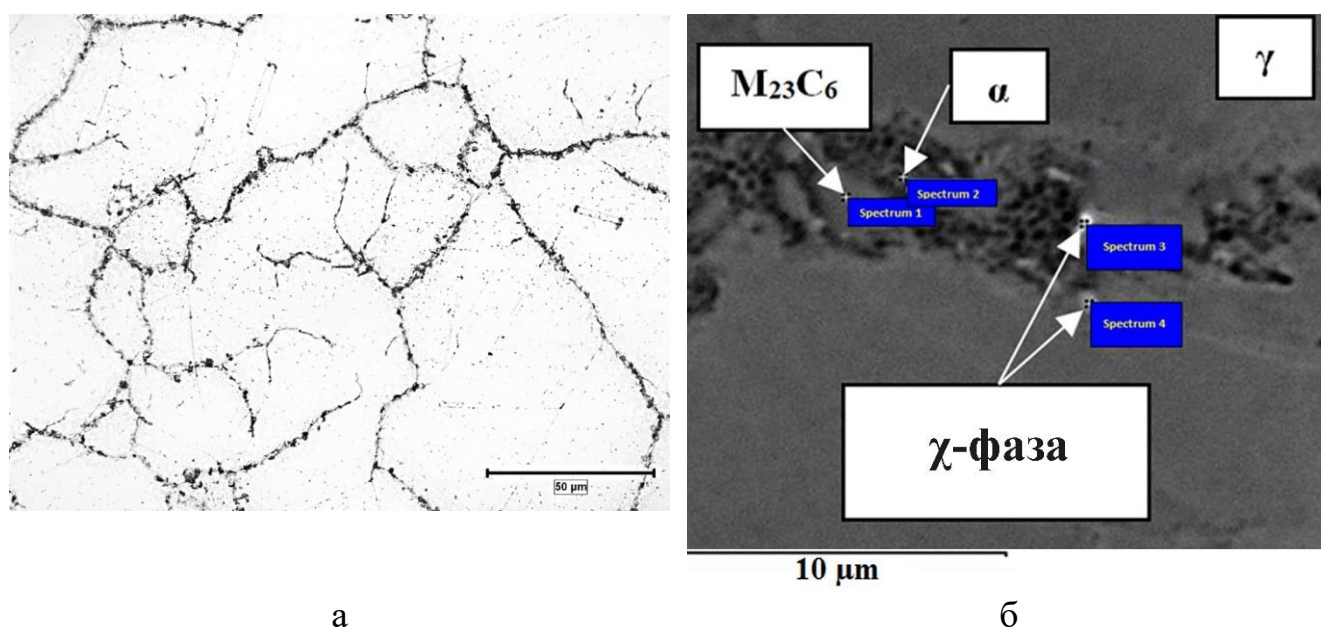 50 µm
M₂₃C₆
α
γ
Spectrum 2
Spectrum 1
Spectrum 3
Spectrum 4
χ-фаза
10 µm
а
б